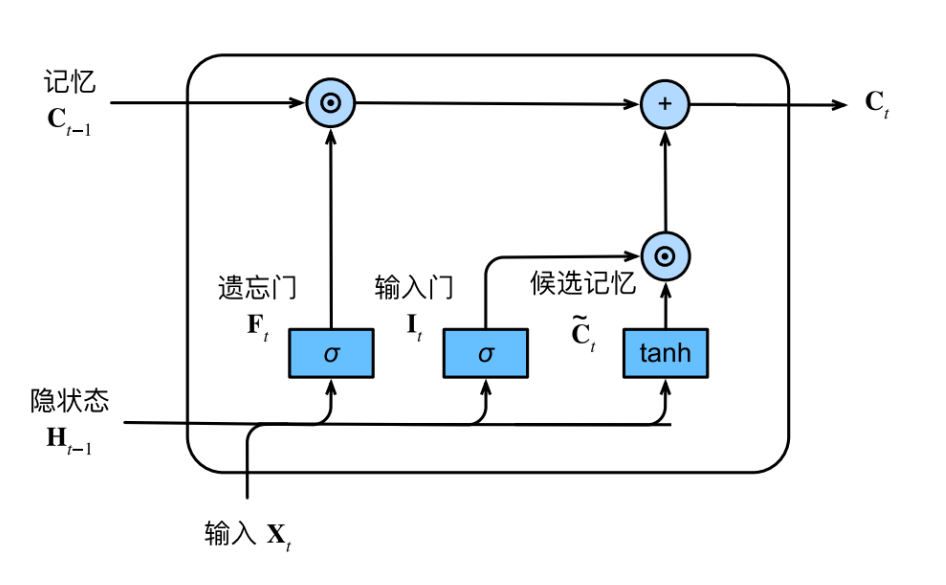 记忆
C_{t−1}
⊙
+
C_t
⊙
遗忘门
F_t
输入门
I_t
候选记忆
C̃_t
σ
σ
tanh
隐状态
H_{t−1}
输入 X_t